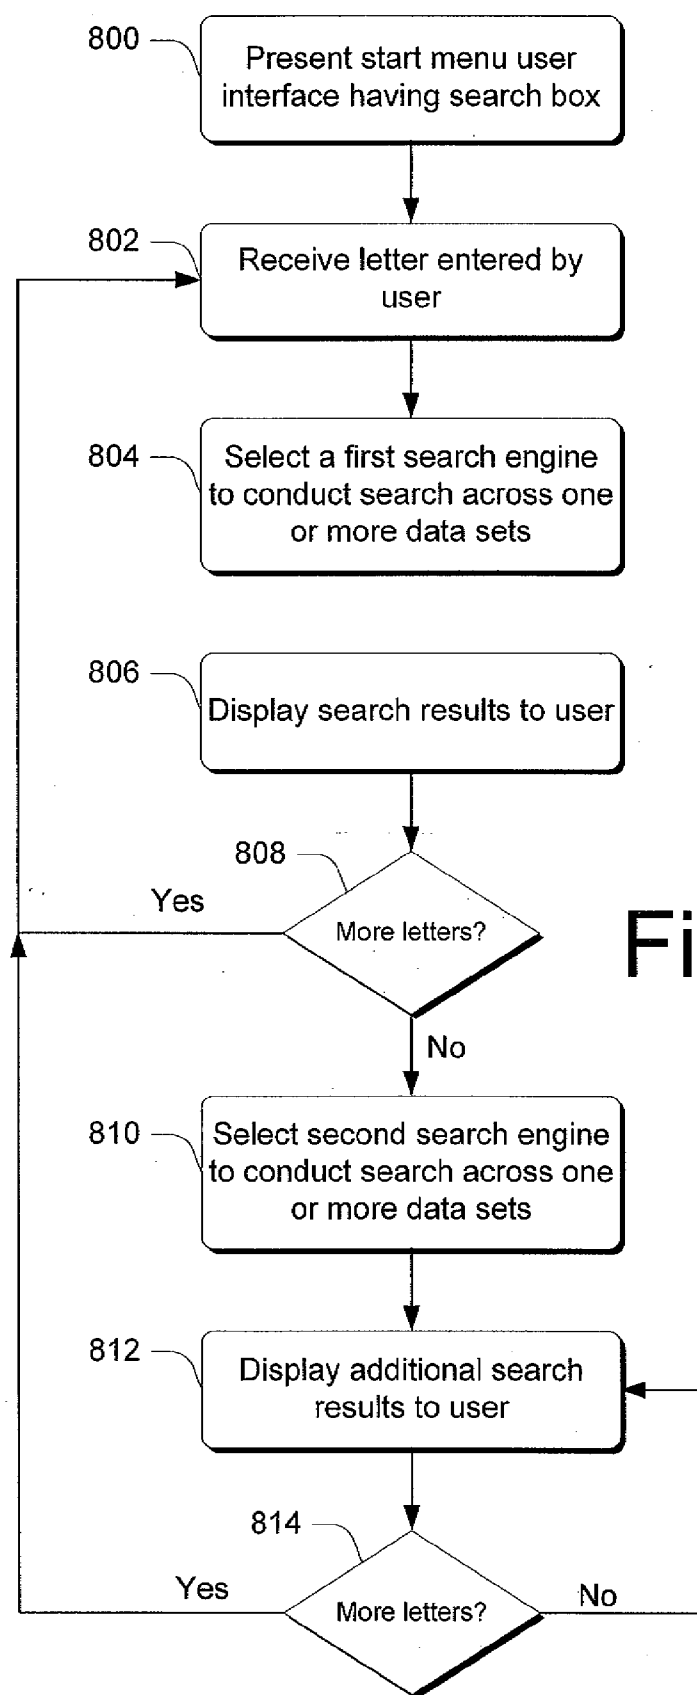 800
Present start menu user
interface having search box
802
Receive letter entered by
user
804
Select a first search engine
to conduct search across one
or more data sets
806
Display search results to user
808
Yes
More letters?
Fi
No
810
Select second search engine
to conduct search across one
or more data sets
812
Display additional search
results to user
814
Yes
More letters?
No